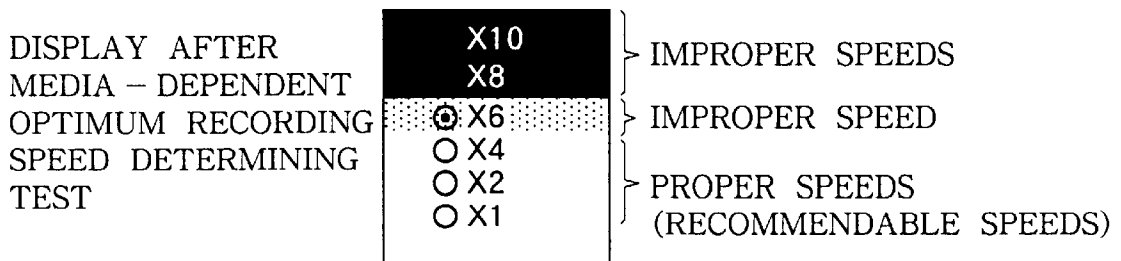 DISPLAY AFTER
MEDIA – DEPENDENT
OPTIMUM RECORDING
SPEED DETERMINING
TEST
X10
X8
X6
X4
X2
X1
IMPROPER SPEEDS
IMPROPER SPEED
PROPER SPEEDS
(RECOMMENDABLE SPEEDS)